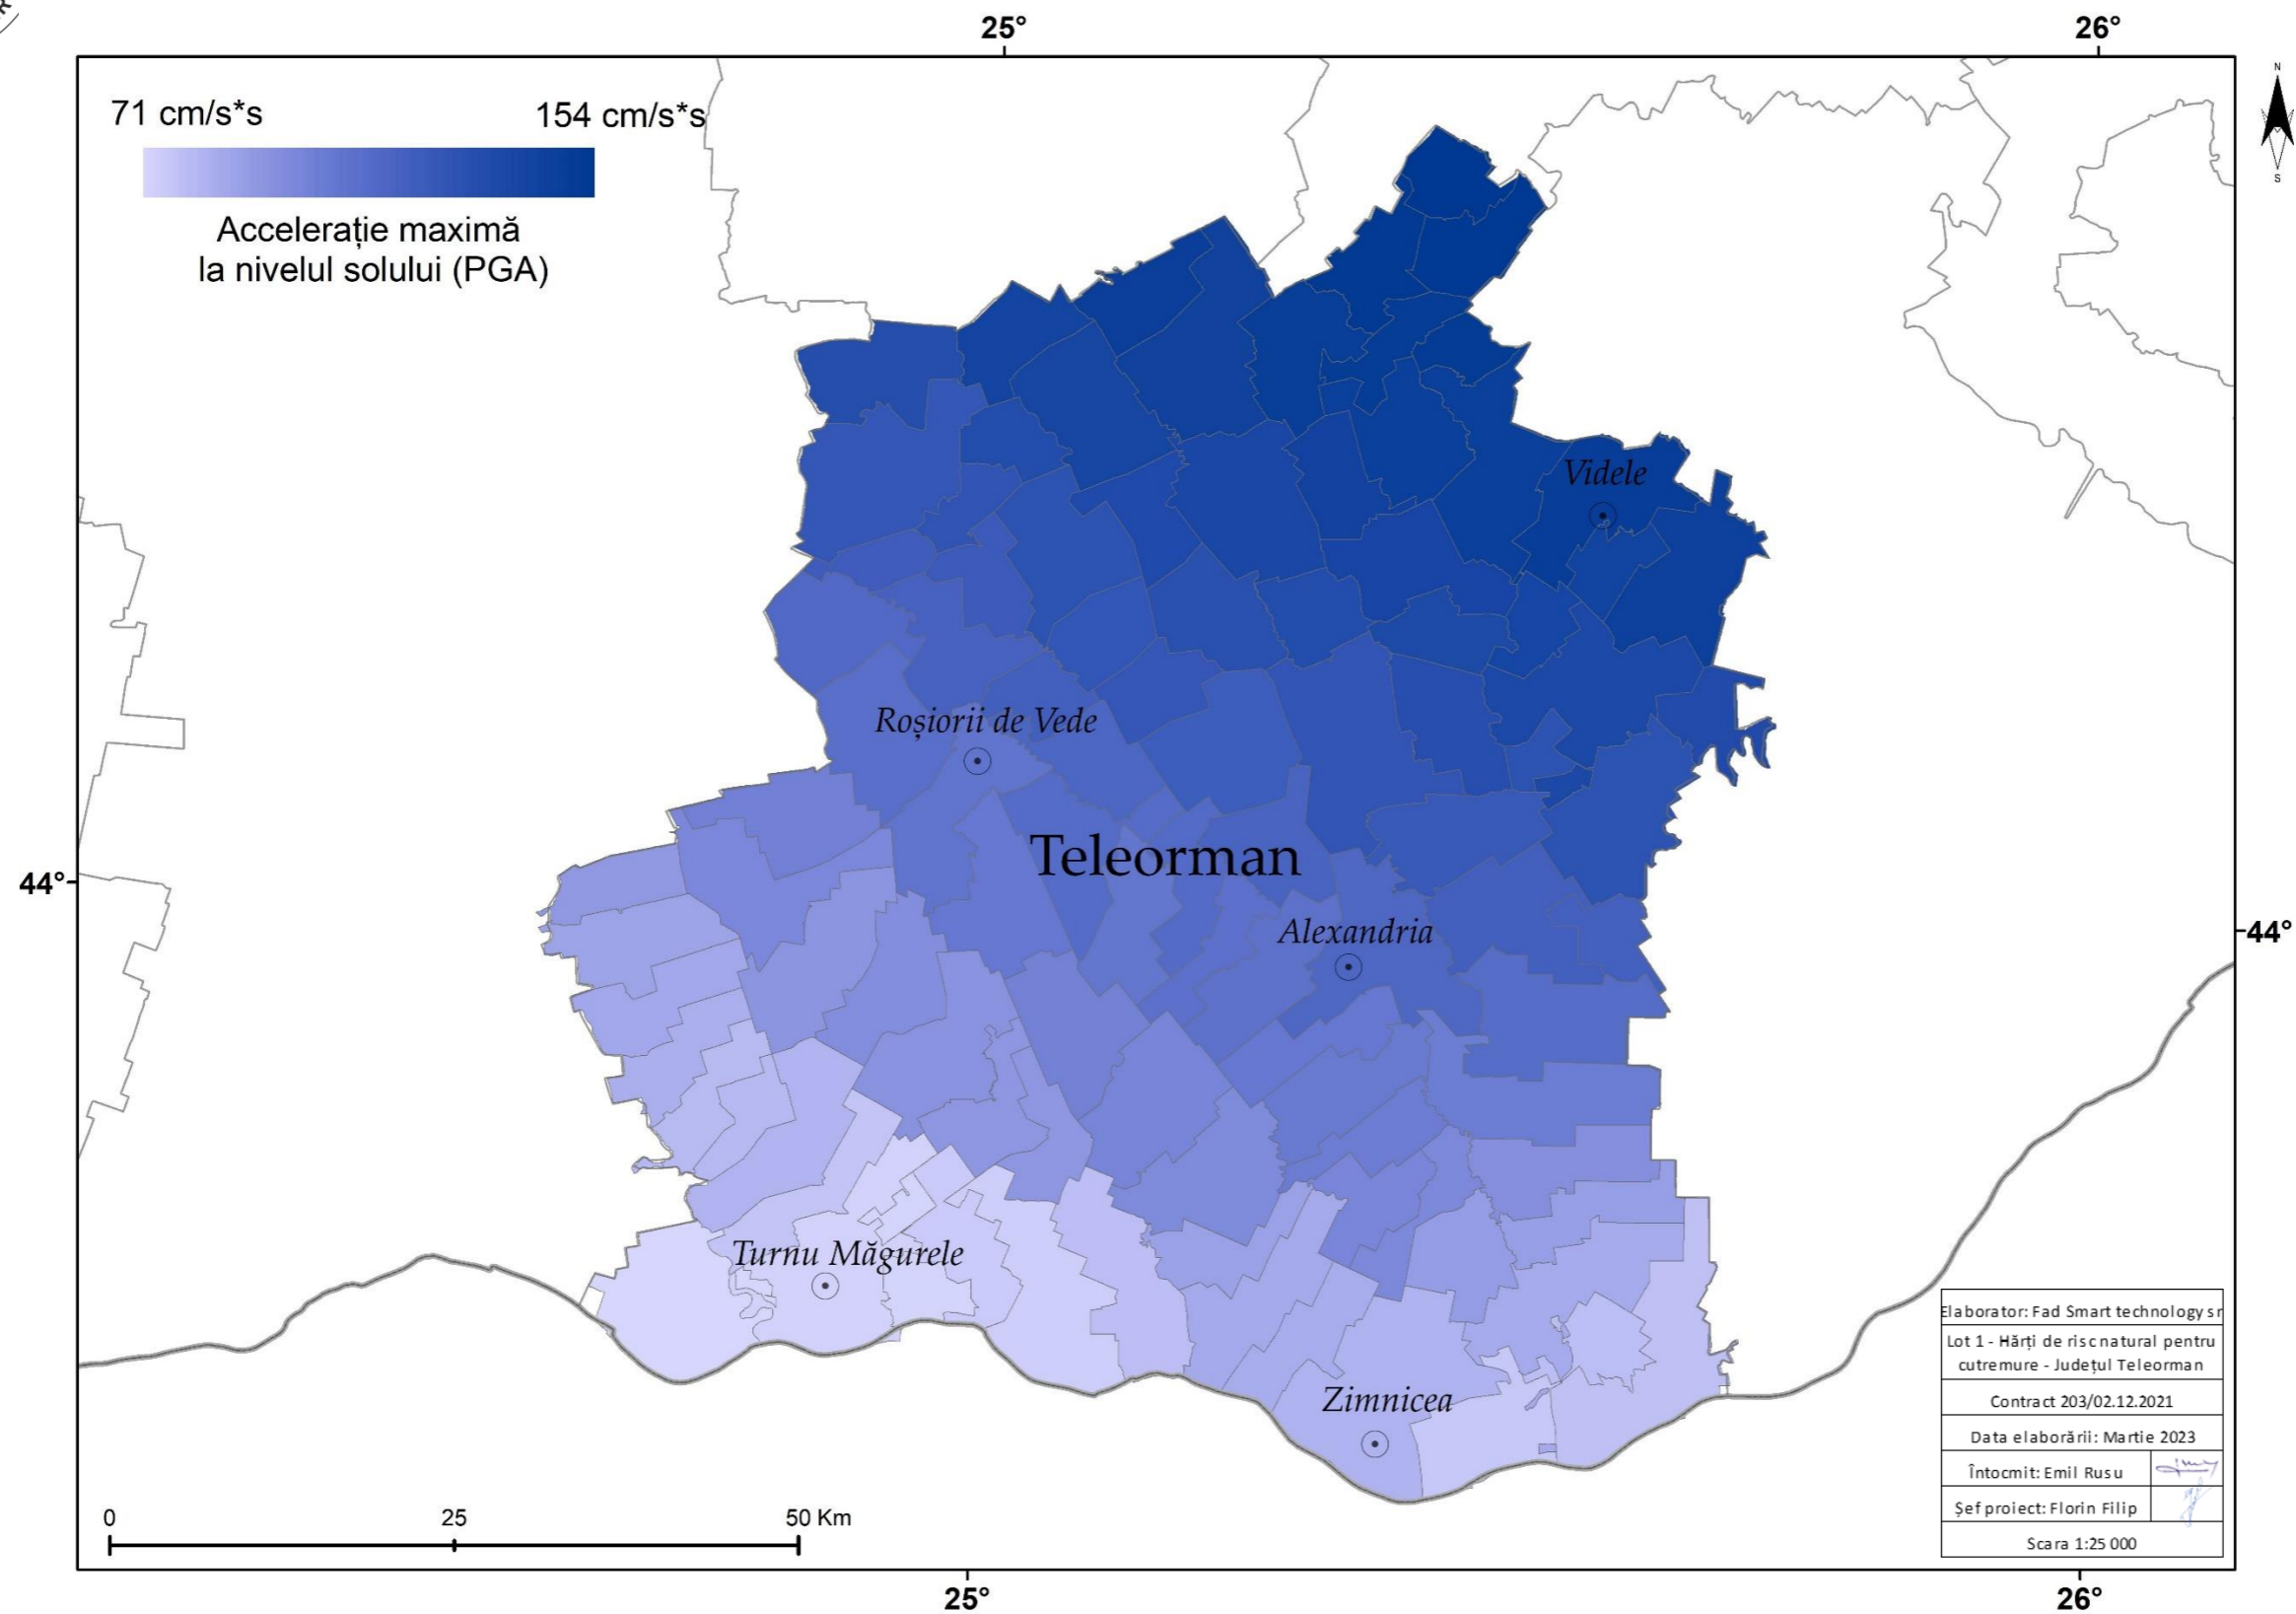 25°
26°
71 cm/s*s
154 cm/s*s
Accelerație maximă
la nivelul solului (PGA)
N
S
Videle
Roșiorii de Vede
Teleorman
44°
Alexandria
44°
Turnu Măgurele
Zimnicea
Elaborator: Fad Smart technology sr
Lot 1 - Hărți de risc natural pentru
cutremure - Județul Teleorman
Contract 203/02.12.2021
Data elaborării: Martie 2023
Întocmit: Emil Rusu
Șef proiect: Florin Filip
Scara 1:25 000
0
25
50 Km
25°
26°